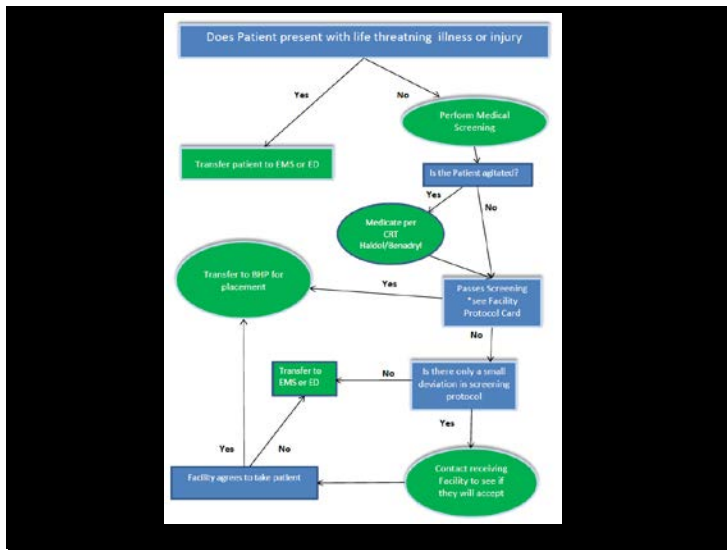 Does Patient present with life threatning illness or injury
Yes
No
Perform Medical
Screening
Transfer patient to EMS or ED
Is the Patient agitated?
Yes
No
Medicate per
CRT
Haldol/Benadryl
Transfer to BHP for
placement
Yes
Passes Screening
*see Facility
Protocol Card
No
Transfer to
EMS or ED
No
Is there only a small
deviation in screening
protocol
Yes
Yes
No
Facility agrees to take patient
Contact receiving
Facility to see if
they will accept